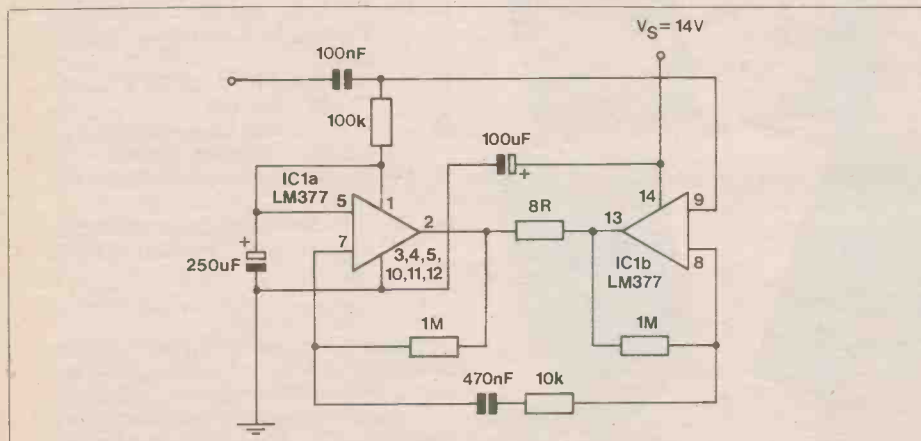 V_S = 14V
100nF
100k
100uF
+
IC1a
LM377
5
1
2
7
3,4,5,
10,11,12
+
250uF
8R
14
13
9
8
IC1b
LM377
1M
1M
470nF
10k